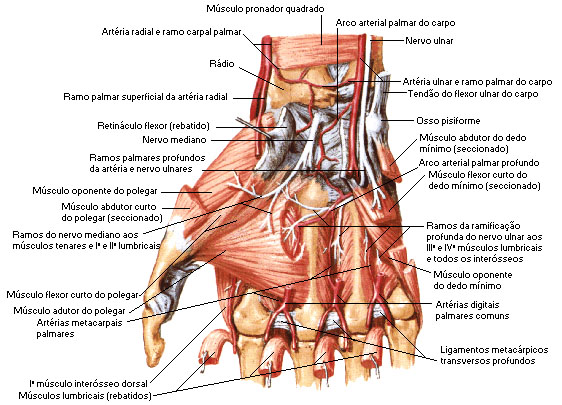 Músculo pronador quadrado
Artéria radial e ramo carpal palmar
Arco arterial palmar do carpo
Nervo ulnar
Rádio
Artéria ulnar e ramo palmar do carpo
Tendão do flexor ulnar do carpo
Ramo palmar superficial da artéria radial
Osso pisiforme
Retináculo flexor (rebatido)
Nervo mediano
Músculo abdutor do dedo
mínimo (seccionado)
Ramos palmares profundos
da artéria e nervo ulnares
Arco arterial palmar profundo
Músculo flexor curto do
dedo mínimo (seccionado)
Músculo oponente do polegar
Músculo abdutor curto
do polegar (seccionado)
Ramos do nervo mediano aos
músculos tenares e Iº e IIº lumbricais
Ramos da ramificação
profunda do nervo ulnar aos
IIIº e IVº músculos lumbricais
e todos os interósseos
Músculo oponente
do dedo mínimo
Músculo flexor curto do polegar
Músculo adutor do polegar
Artérias metacarpais
palmares
Artérias digitais
palmares comuns
Ligamentos metacárpicos
transversos profundos
Iº músculo interósseo dorsal
Músculos lumbricais (rebatidos)